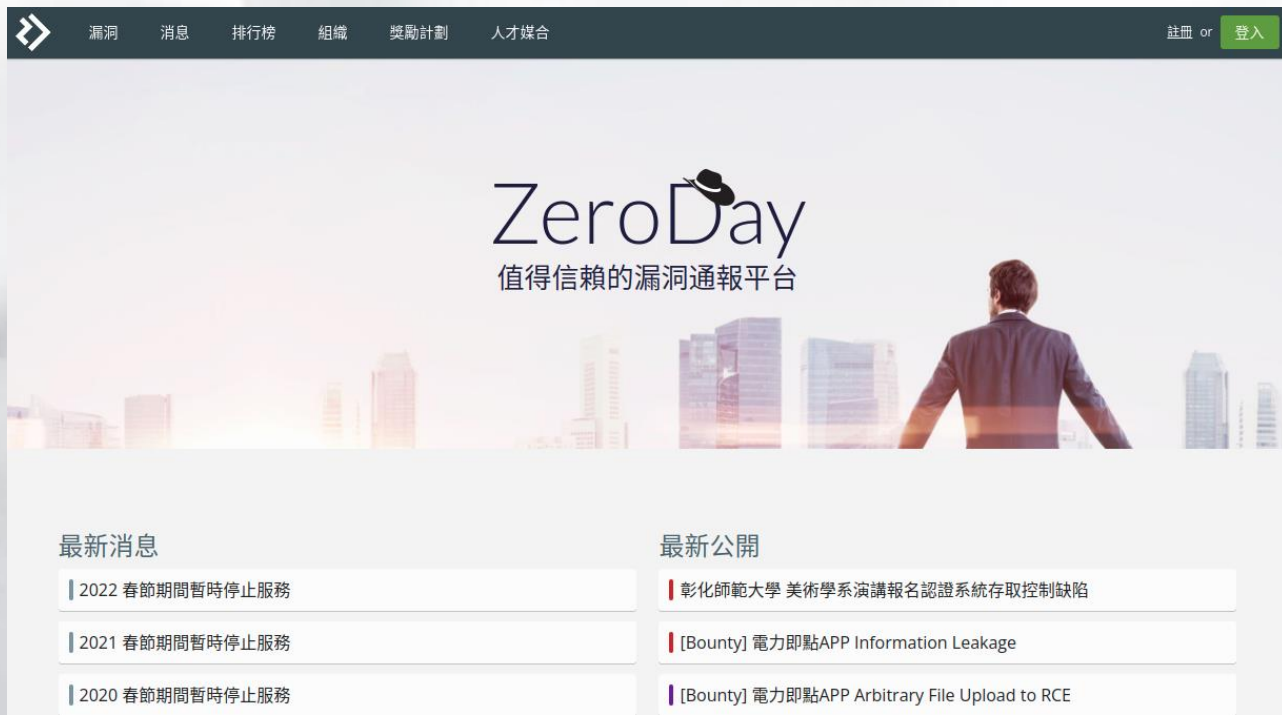 漏洞 消息 排行榜 組織 獎勵計劃 人才媒合 註冊 or 登入
ZeroDay
值得信賴的漏洞通報平台
最新消息
2022 春節期間暫時停止服務
2021 春節期間暫時停止服務
2020 春節期間暫時停止服務
最新公開
彰化師範大學 美術學系演講報名認證系統存取控制缺陷
[Bounty] 電力即點APP Information Leakage
[Bounty] 電力即點APP Arbitrary File Upload to RCE